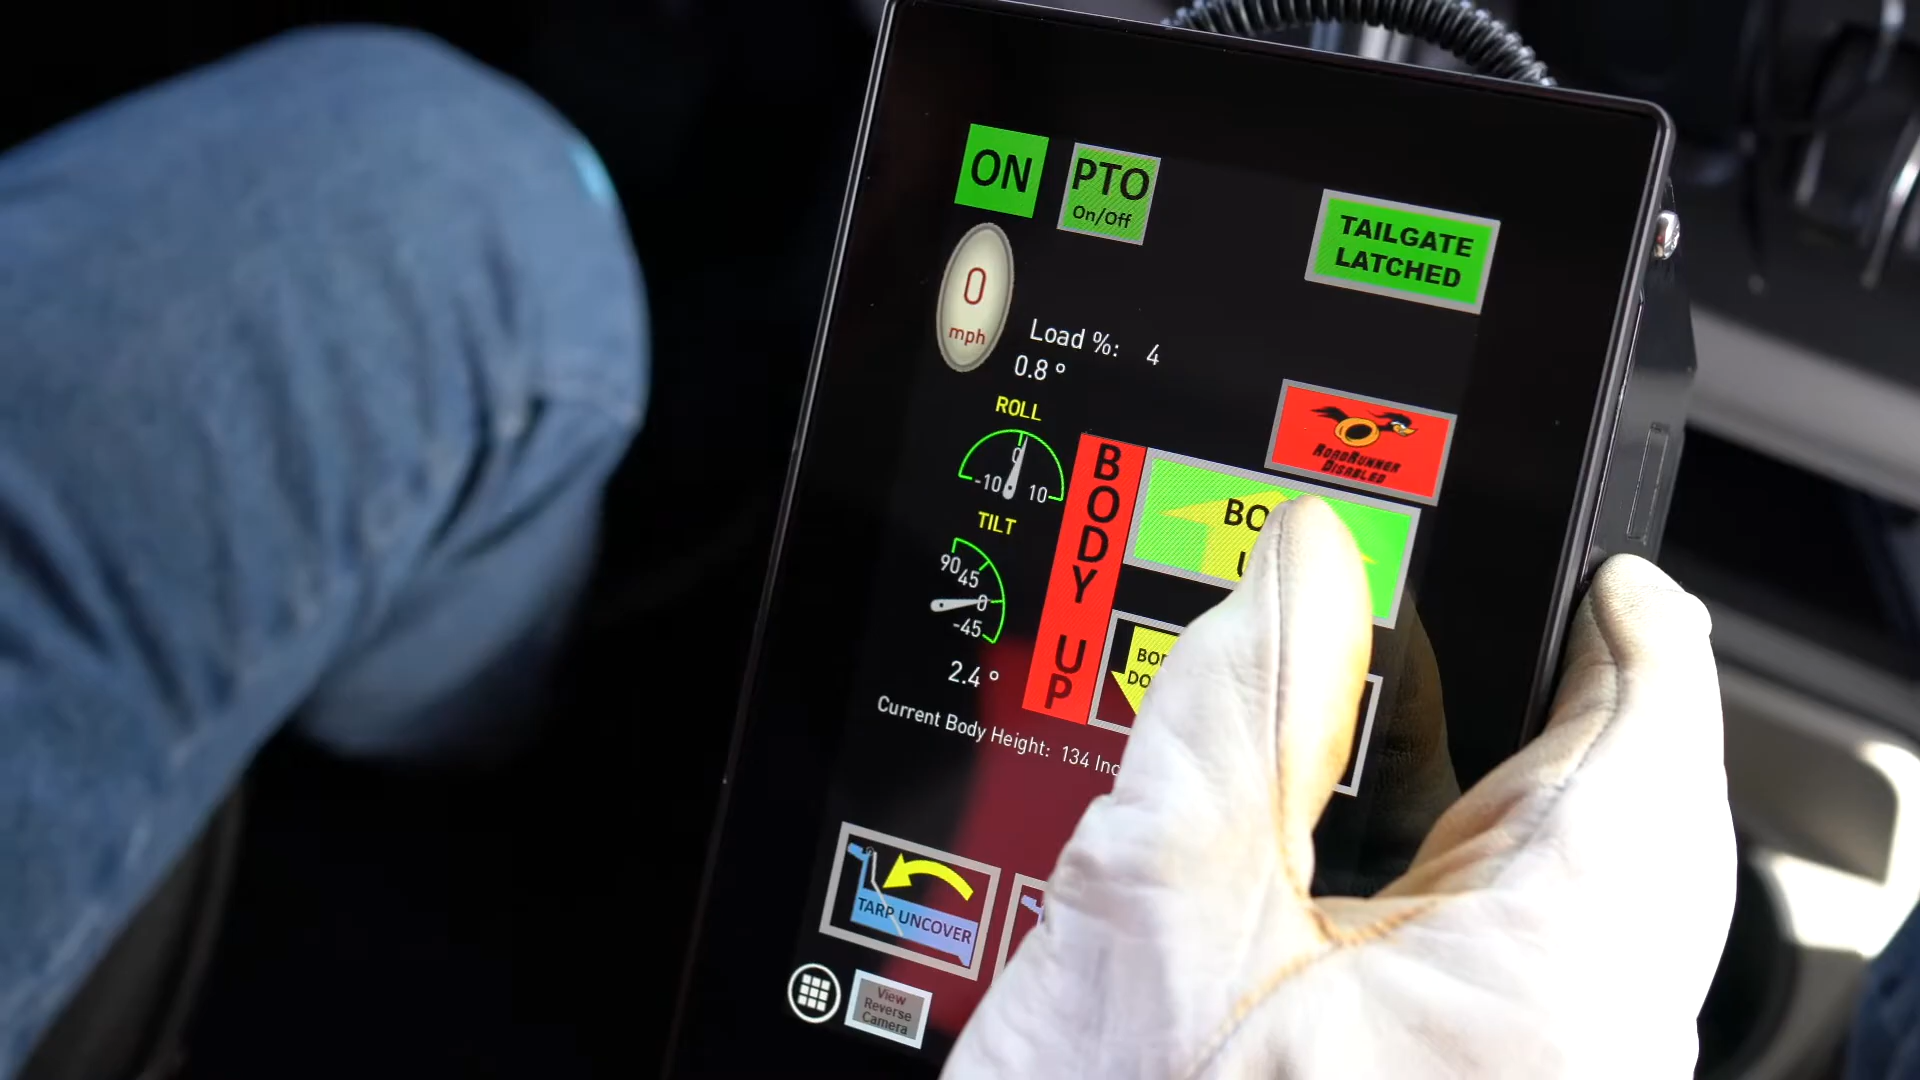 ON
PTO
On/Off
TAILGATE
LATCHED
0
mph
Load %: 4
0.8 °
ROLL
0
-10 10
ROADRUNNER
DISABLED
TILT
90
45
0
-45
2.4 °
BODY UP
Current Body Height: 134
TARP UNCOVER
View
Reverse
Camera